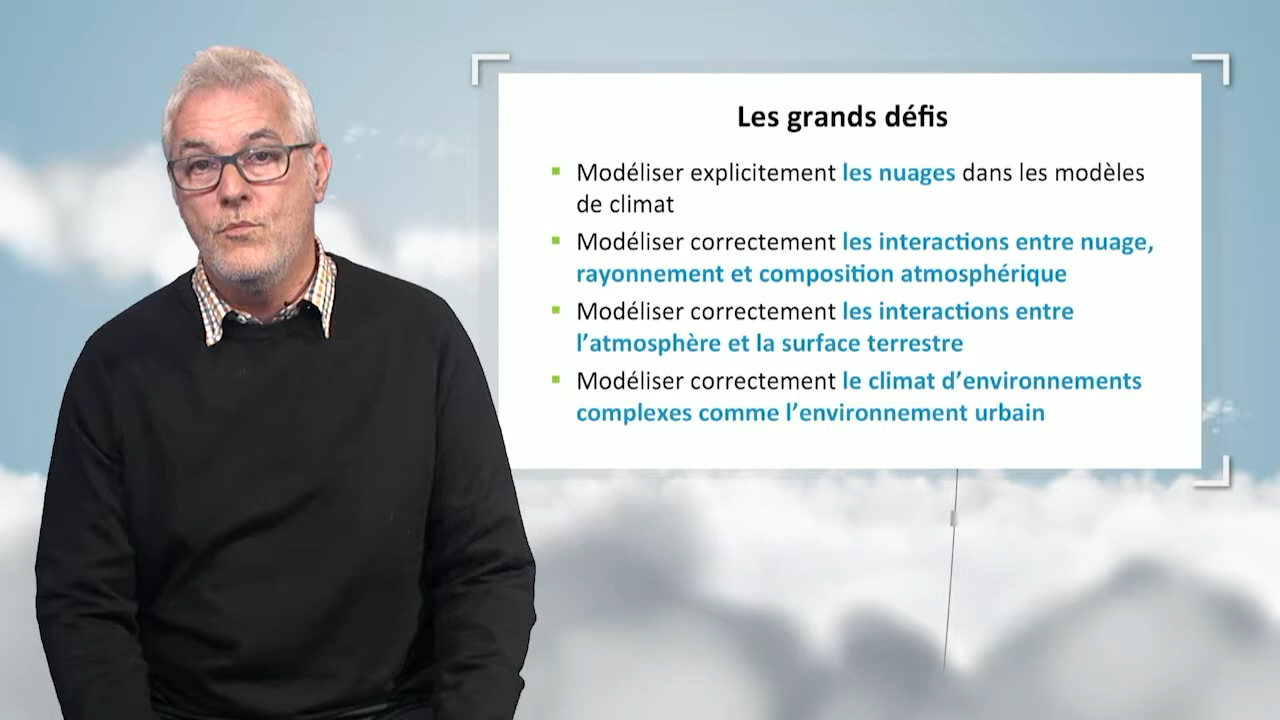 Les grands défis
Modéliser explicitement les nuages dans les modèles
de climat
Modéliser correctement les interactions entre nuage,
rayonnement et composition atmosphérique
Modéliser correctement les interactions entre
l’atmosphère et la surface terrestre
Modéliser correctement le climat d’environnements
complexes comme l’environnement urbain